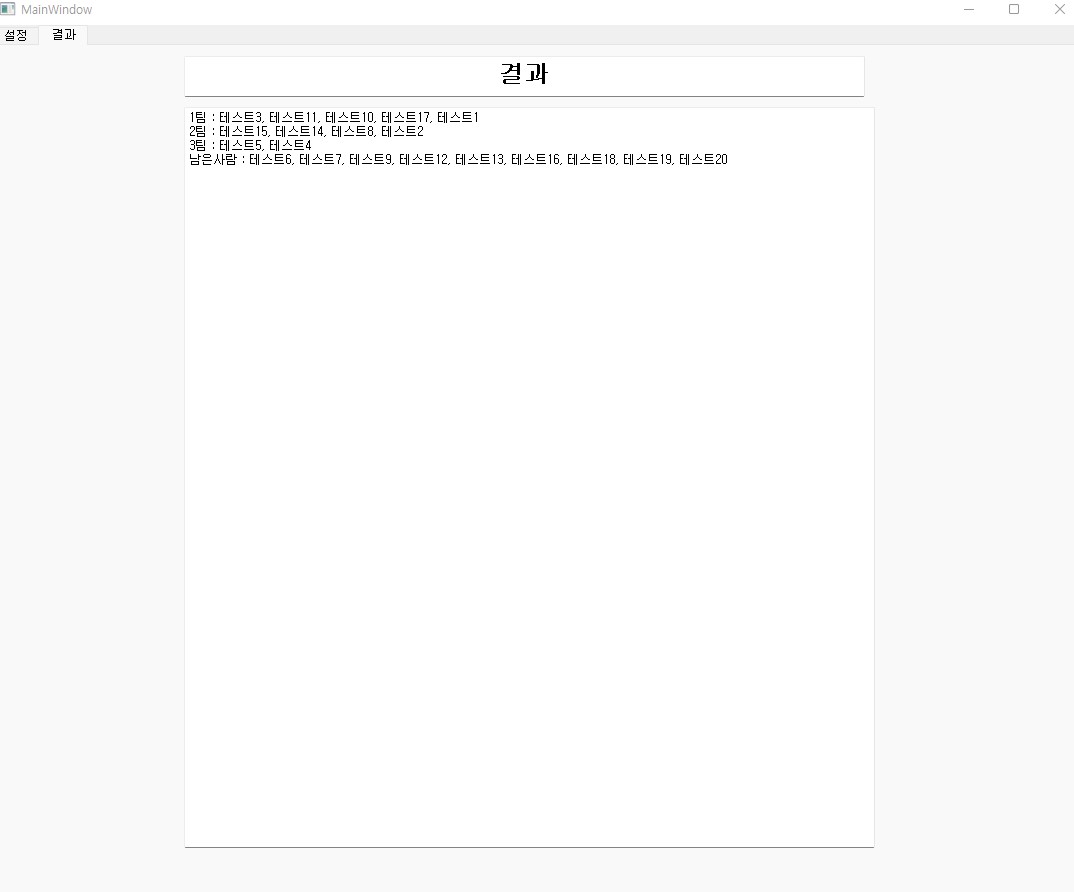 MainWindow
설정 결과
결과
1팀 : 테스트3, 테스트11, 테스트10, 테스트17, 테스트1
2팀 : 테스트15, 테스트14, 테스트8, 테스트2
3팀 : 테스트5, 테스트4
남은사람 : 테스트6, 테스트7, 테스트9, 테스트12, 테스트13, 테스트16, 테스트18, 테스트19, 테스트20